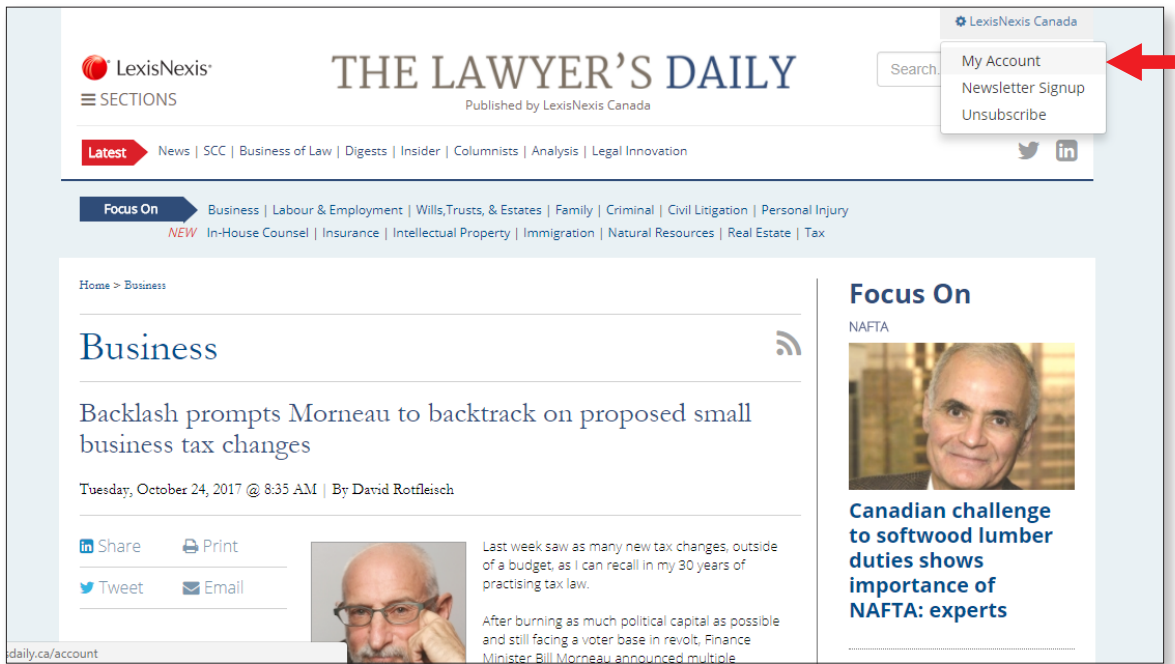 LexisNexis Canada
LexisNexis®
THE LAWYER'S DAILY
Search.
My Account
Newsletter Signup
Unsubscribe
SECTIONS
Published by LexisNexis Canada
Latest
News | SCC | Business of Law | Digests | Insider | Columnists | Analysis | Legal Innovation
Focus On
Business | Labour & Employment | Wills,Trusts, & Estates | Family | Criminal | Civil Litigation | Personal Injury
NEW In-House Counsel | Insurance | Intellectual Property | Immigration | Natural Resources | Real Estate | Tax
Home > Business
Business
Backlash prompts Morneau to backtrack on proposed small
business tax changes
Tuesday, October 24, 2017 @ 8:35 AM | By David Rotfleisch
Share
Print
Tweet
Email
Last week saw as many new tax changes, outside
of a budget, as I can recall in my 30 years of
practising tax law.
After burning as much political capital as possible
and still facing a voter base in revolt, Finance
Minister Bill Morneau announced multiple
Focus On
NAFTA
Canadian challenge
to softwood lumber
duties shows
importance of
NAFTA: experts
sdaily.ca/account